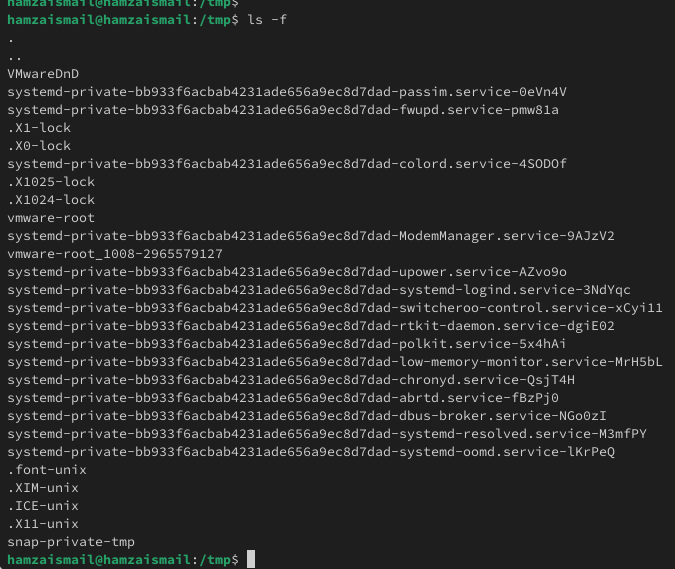 hamzaismail@hamzaismail:/tmp$
hamzaismail@hamzaismail:/tmp$ ls -f
.
..
VMwareDnD
systemd-private-bb933f6acbab4231ade656a9ec8d7dad-passim.service-0eVn4V
systemd-private-bb933f6acbab4231ade656a9ec8d7dad-fwupd.service-pmw81a
.X1-lock
.X0-lock
systemd-private-bb933f6acbab4231ade656a9ec8d7dad-colord.service-4SODOf
.X1025-lock
.X1024-lock
vmware-root
systemd-private-bb933f6acbab4231ade656a9ec8d7dad-ModemManager.service-9AJzV2
vmware-root_1008-2965579127
systemd-private-bb933f6acbab4231ade656a9ec8d7dad-upower.service-AZvo9o
systemd-private-bb933f6acbab4231ade656a9ec8d7dad-systemd-logind.service-3NdYqc
systemd-private-bb933f6acbab4231ade656a9ec8d7dad-switcheroo-control.service-xCyi11
systemd-private-bb933f6acbab4231ade656a9ec8d7dad-rtkit-daemon.service-dgiE02
systemd-private-bb933f6acbab4231ade656a9ec8d7dad-polkit.service-5x4hAi
systemd-private-bb933f6acbab4231ade656a9ec8d7dad-low-memory-monitor.service-MrH5bL
systemd-private-bb933f6acbab4231ade656a9ec8d7dad-chronyd.service-QsjT4H
systemd-private-bb933f6acbab4231ade656a9ec8d7dad-abrtd.service-fBzPj0
systemd-private-bb933f6acbab4231ade656a9ec8d7dad-dbus-broker.service-NGo0zI
systemd-private-bb933f6acbab4231ade656a9ec8d7dad-systemd-resolved.service-M3mfPY
systemd-private-bb933f6acbab4231ade656a9ec8d7dad-systemd-oomd.service-lKrPeQ
.font-unix
.XIM-unix
.ICE-unix
.X11-unix
snap-private-tmp
hamzaismail@hamzaismail:/tmp$